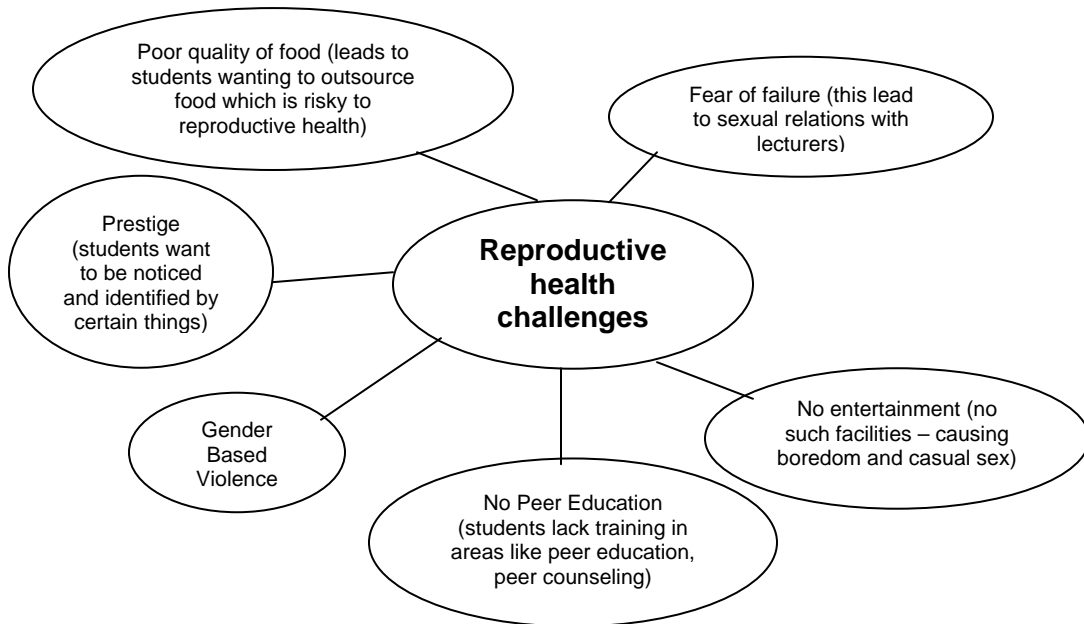 Poor quality of food (leads to
students wanting to outsource
food which is risky to
reproductive health)
Fear of failure (this lead
to sexual relations with
lecturers)
Prestige
(students want
to be noticed
and identified by
certain things)
Reproductive
health
challenges
No entertainment (no
such facilities – causing
boredom and casual sex)
Gender
Based
Violence
No Peer Education
(students lack training in
areas like peer education,
peer counseling)